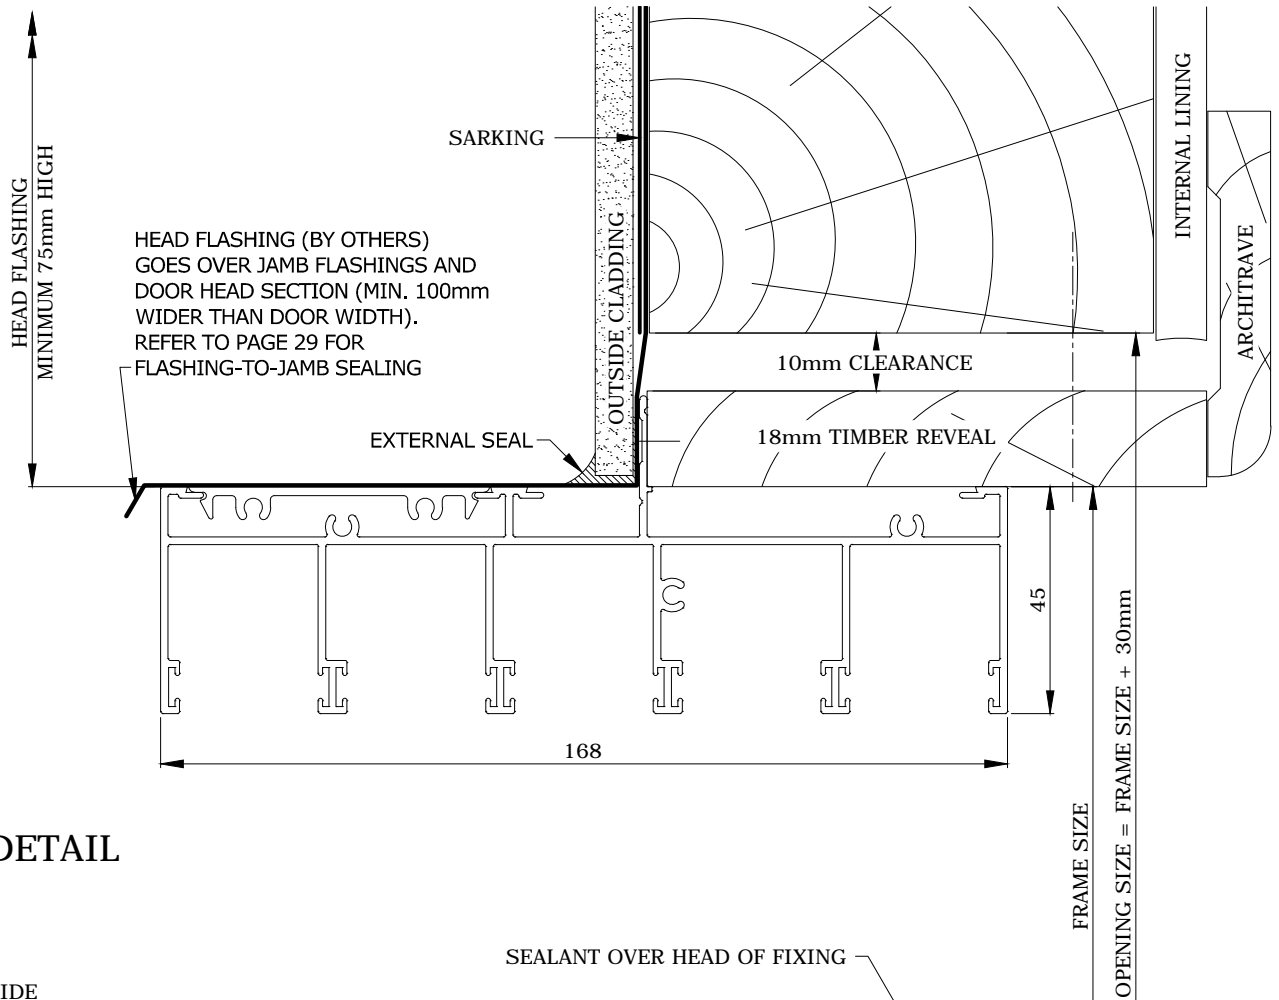 SARKING
HEAD FLASHING
MINIMUM 75mm HIGH
HEAD FLASHING (BY OTHERS)
GOES OVER JAMB FLASHINGS AND
DOOR HEAD SECTION (MIN. 100mm
WIDER THAN DOOR WIDTH).
REFER TO PAGE 29 FOR
FLASHING-TO-JAMB SEALING
OUTSIDE CLADDING
INTERNAL LINING
ARCHITRAVE
10mm CLEARANCE
EXTERNAL SEAL
18mm TIMBER REVEAL
45
168
FRAME SIZE
OPENING SIZE = FRAME SIZE + 30mm
DETAIL
SEALANT OVER HEAD OF FIXING
IDE